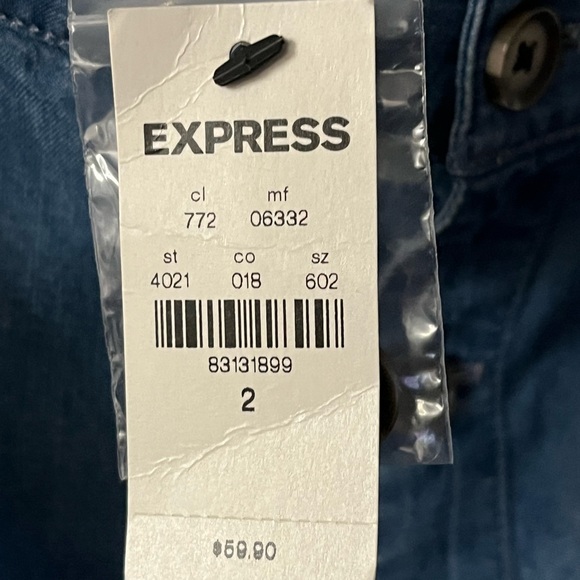 EXPRESS
cl mf
772 06332
st co sz
4021 018 602
83131899
2
$59.90